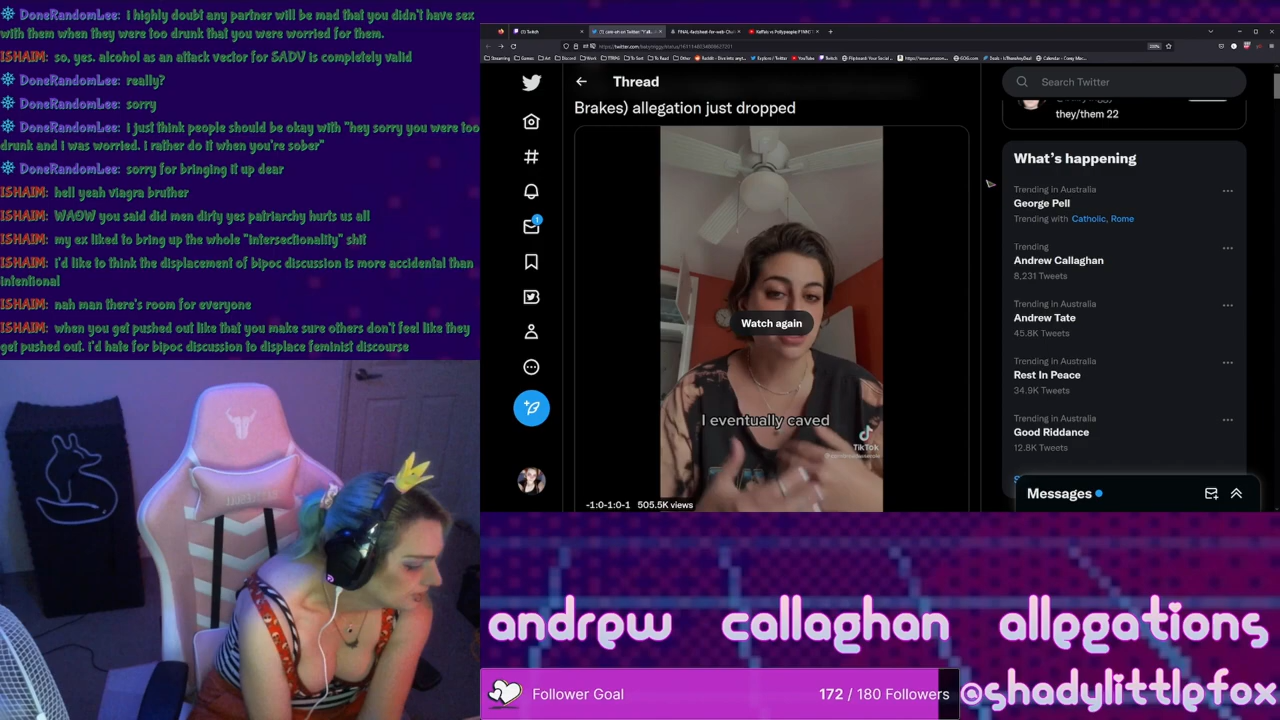 DoneRandomLee: i highly doubt any partner will be mad that you didn't have sex
with them when they were too drunk that you were worried for them.
ISHAIM: so, yes. alcohol as an attack vector for SADV is completely valid
DoneRandomLee: really?
DoneRandomLee: sorry
DoneRandomLee: i just think people should be okay with "hey sorry you were too
drunk and i was worried. i rather do it when you're sober"
DoneRandomLee: sorry for bringing it up dear
ISHAIM: hell yeah viagra bruther
ISHAIM: WAOW you said did men dirty yes patriarchy hurts us all
ISHAIM: my ex liked to bring up the whole "intersectionality" shit
ISHAIM: i'd like to think the displacement of bipoc discussion is more accidental than
intentional
ISHAIM: nah man there's room for everyone
ISHAIM: when you get pushed out like that you make sure others don't feel like they
get pushed out. i'd hate for bipoc discussion to displace feminist discourse
Thread
Brakes) allegation just dropped
Watch again
I eventually caved
TikTok
-1:0-1:0-1 505.5K views
Search Twitter
they/them 22
What's happening
Trending in Australia
George Pell
Trending with Catholic, Rome
Trending
Andrew Callaghan
8,231 Tweets
Trending in Australia
Andrew Tate
45.8K Tweets
Trending in Australia
Rest In Peace
34.9K Tweets
Trending in Australia
Good Riddance
12.8K Tweets
Messages
andrew callaghan allegations
Follower Goal 172 / 180 Followers
@shadylittlefox